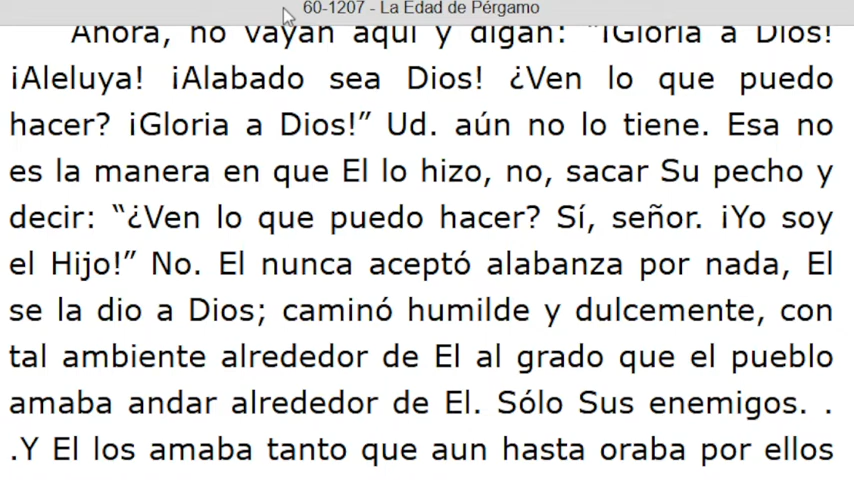 60-1207 - La Edad de Pérgamo
Ahora, no vayan aquí y digan: “¡Gloria a Dios!
¡Aleluya! ¡Alabado sea Dios! ¿Ven lo que puedo
hacer? ¡Gloria a Dios!” Ud. aún no lo tiene. Esa no
es la manera en que El lo hizo, no, sacar Su pecho y
decir: “¿Ven lo que puedo hacer? Sí, señor. ¡Yo soy
el Hijo!” No. El nunca aceptó alabanza por nada, El
se la dio a Dios; caminó humilde y dulcemente, con
tal ambiente alrededor de El al grado que el pueblo
amaba andar alrededor de El. Sólo Sus enemigos. .
.Y El los amaba tanto que aun hasta oraba por ellos